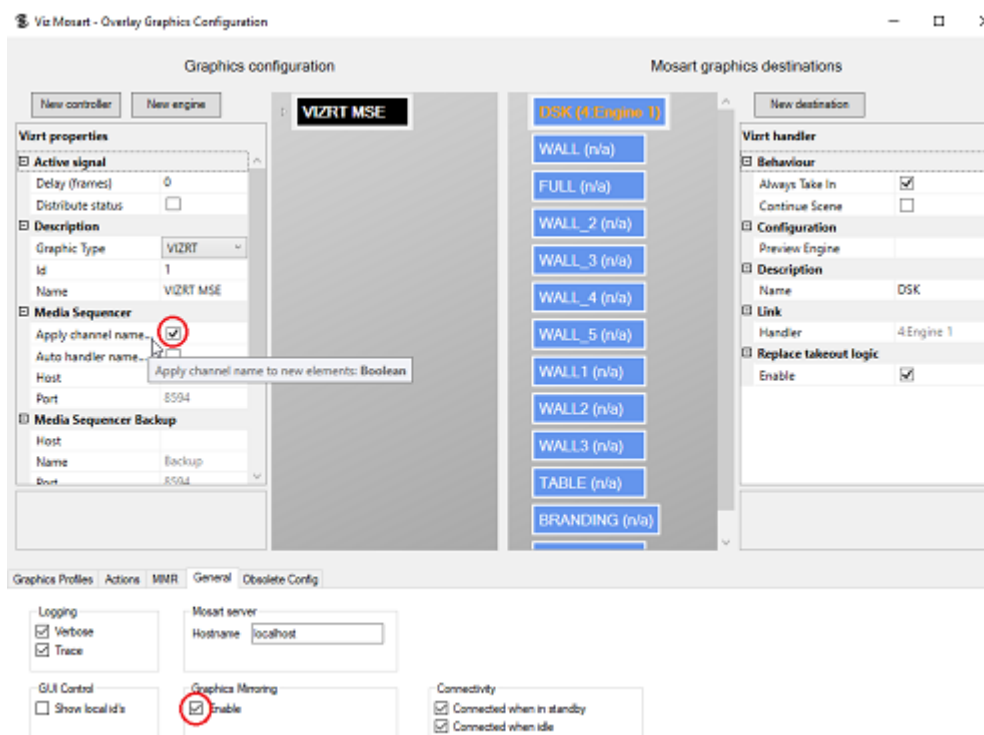 Viz Mosart - Overlay Graphics Configuration
Graphics configuration
Mosart graphics destinations
New controller
New engine
VIZRT MSE
DSK (4:Engine 1)
WALL (n/a)
FULL (n/a)
WALL_2 (n/a)
WALL_3 (n/a)
WALL_4 (n/a)
WALL_5 (n/a)
WALL1 (n/a)
WALL2 (n/a)
WALL3 (n/a)
TABLE (n/a)
BRANDING (n/a)
New destination
Vizrt properties
Active signal
Delay (frames) 0
Distribute status
Description
Graphic Type VIZRT
Id 1
Name VIZRT MSE
Media Sequencer
Apply channel name...
Auto handler name...
Apply channel name to new elements: Boolean
Host
Port 8594
Media Sequencer Backup
Host
Name Backup
Port 8594
Vizrt handler
Behaviour
Always Take In
Continue Scene
Configuration
Preview Engine
Description
Name DSK
Link
Handler 4:Engine 1
Replace takeout logic
Enable
Graphics Profiles Actions MMR General Obsolete Config
Logging
Verbose
Trace
Mosart server
Hostname localhost
GUI Control
Show local id's
Graphics Mirroring
Enable
Connectivity
Connected when in standby
Connected when idle